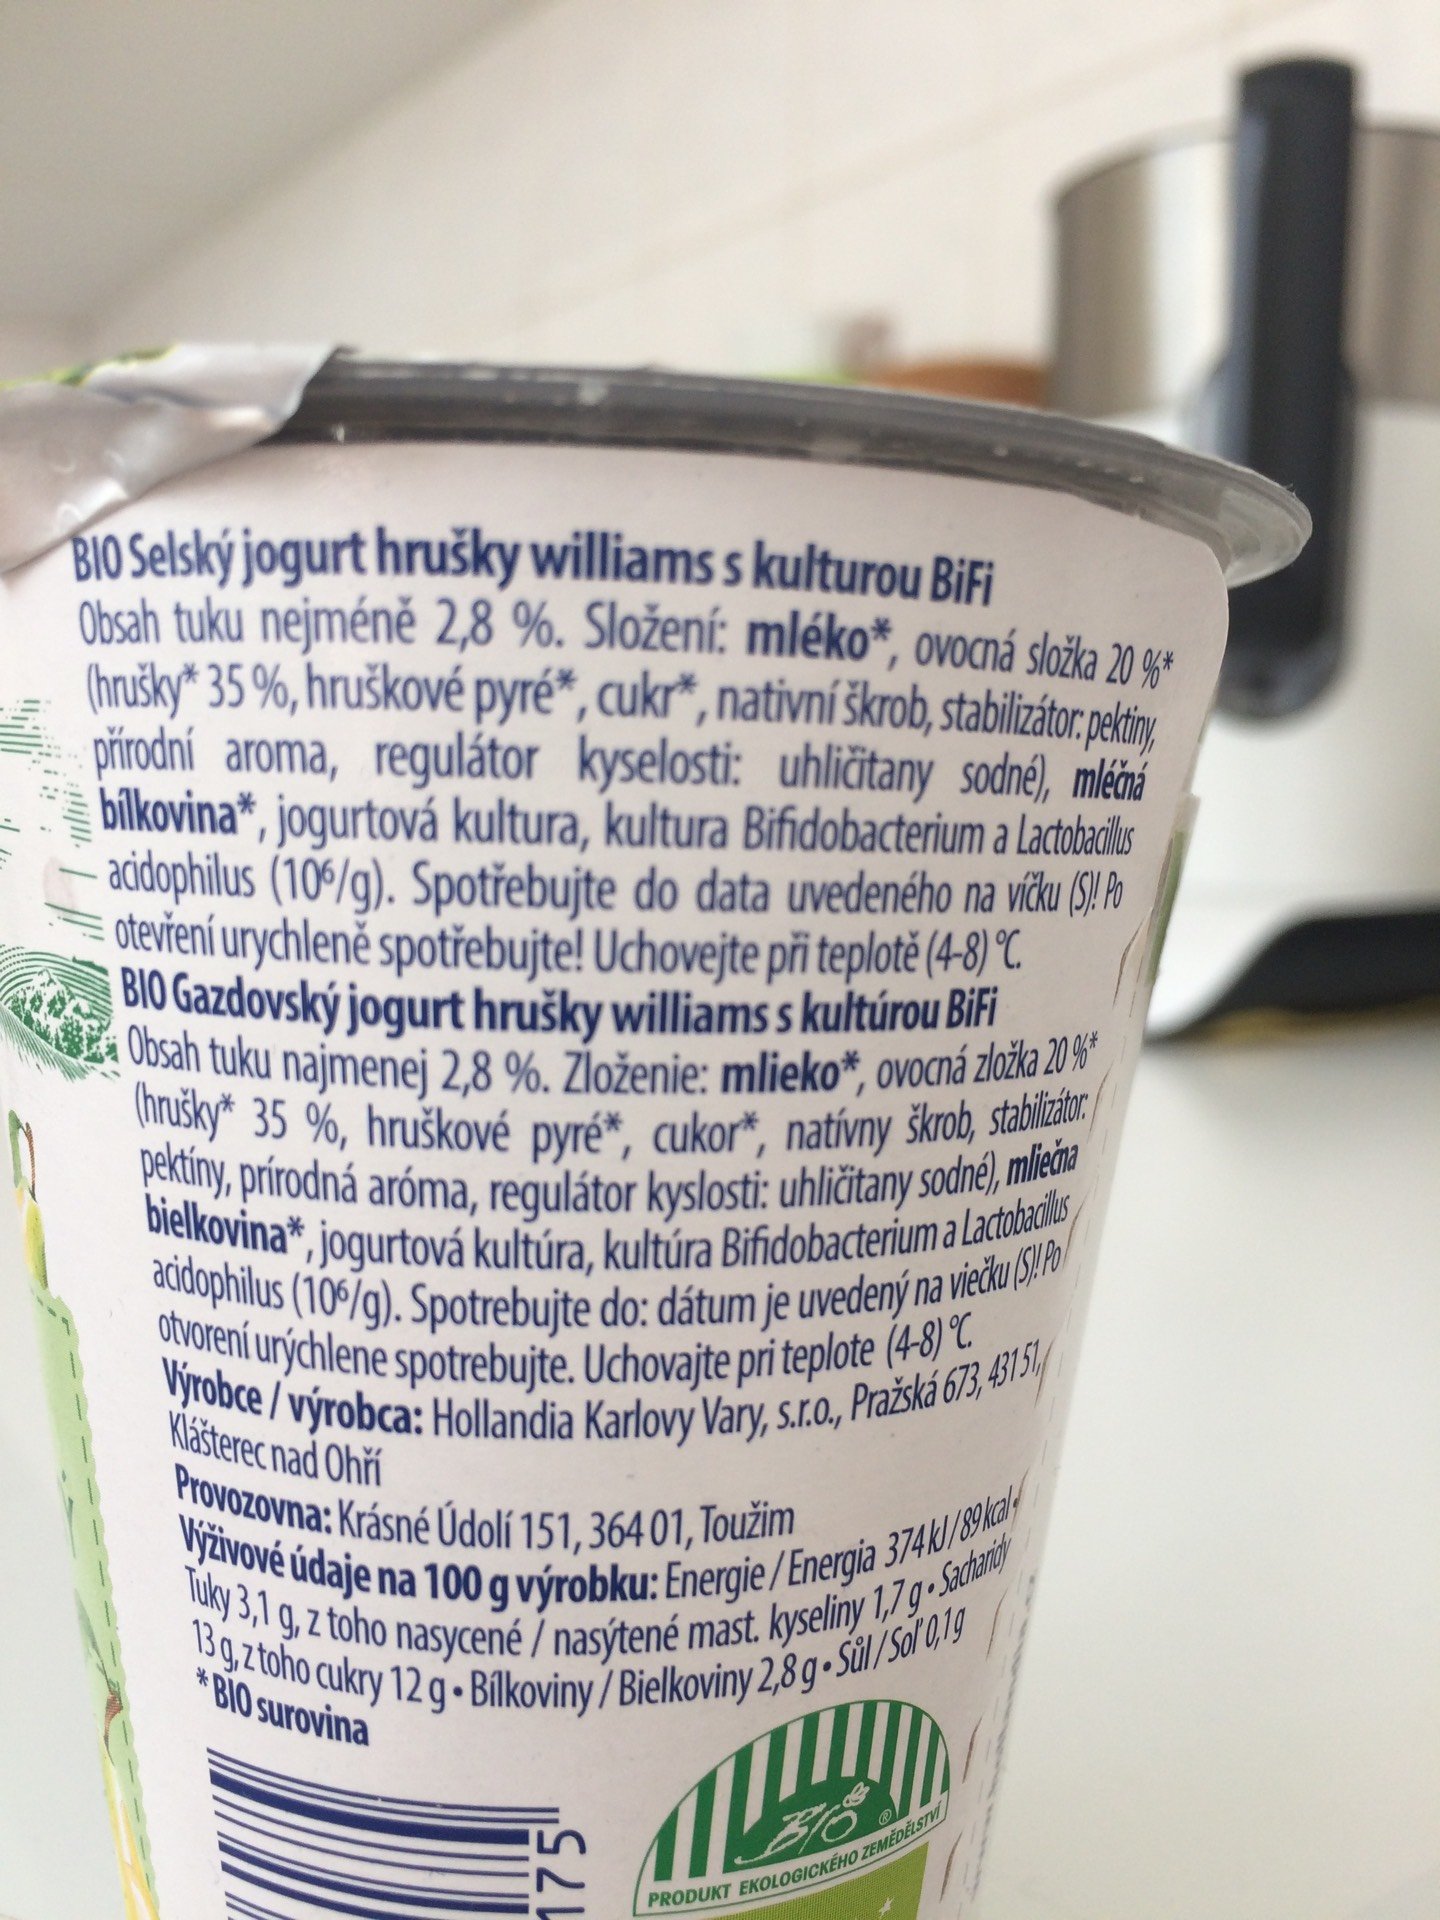 BIO Selský jogurt hrušky williams s kulturou BiFi
Obsah tuku nejméně 2,8 %. Složení: mléko*, ovocná složka 20 %*
(hrušky* 35 %, hruškové pyré*, cukr*, nativní škrob, stabilizátor: pektiny,
přírodní aroma, regulátor kyselosti: uhličitany sodné), mléčná
bílkovina*, jogurtová kultura, kultura Bifidobacterium a Lactobacillus
acidophilus (10⁶/g). Spotřebujte do data uvedeného na víčku (S)! Po
otevření urychleně spotřebujte! Uchovejte při teplotě (4-8) °C.
BIO Gazdovský jogurt hrušky williams s kultúrou BiFi
Obsah tuku najmenej 2,8 %. Zloženie: mlieko*, ovocná zložka 20 %*
(hrušky* 35 %, hruškové pyré*, cukor*, natívny škrob, stabilizátor:
pektíny, prírodná aróma, regulátor kyslosti: uhličitany sodné), mliečna
bielkovina*, jogurtová kultúra, kultúra Bifidobacterium a Lactobacillus
acidophilus (10⁶/g). Spotrebujte do: dátum je uvedený na viečku (S)! Po
otvorení urýchlene spotrebujte. Uchovajte pri teplote (4-8) °C.
Výrobce / výrobca: Hollandia Karlovy Vary, s.r.o., Pražská 673, 431 51,
Klášterec nad Ohří
Provozovna: Krásné Údolí 151, 364 01, Toužim
Výživové údaje na 100 g výrobku: Energie / Energia 374 kJ / 89 kcal •
Tuky 3,1 g, z toho nasycené / nasýtené mast. kyseliny 1,7 g • Sacharidy
13 g, z toho cukry 12 g • Bílkoviny / Bielkoviny 2,8 g • Sůl / Soľ 0,1 g
* BIO surovina
175
BIO ®
PRODUKT EKOLOGICKÉHO ZEMĚDĚLSTVÍ